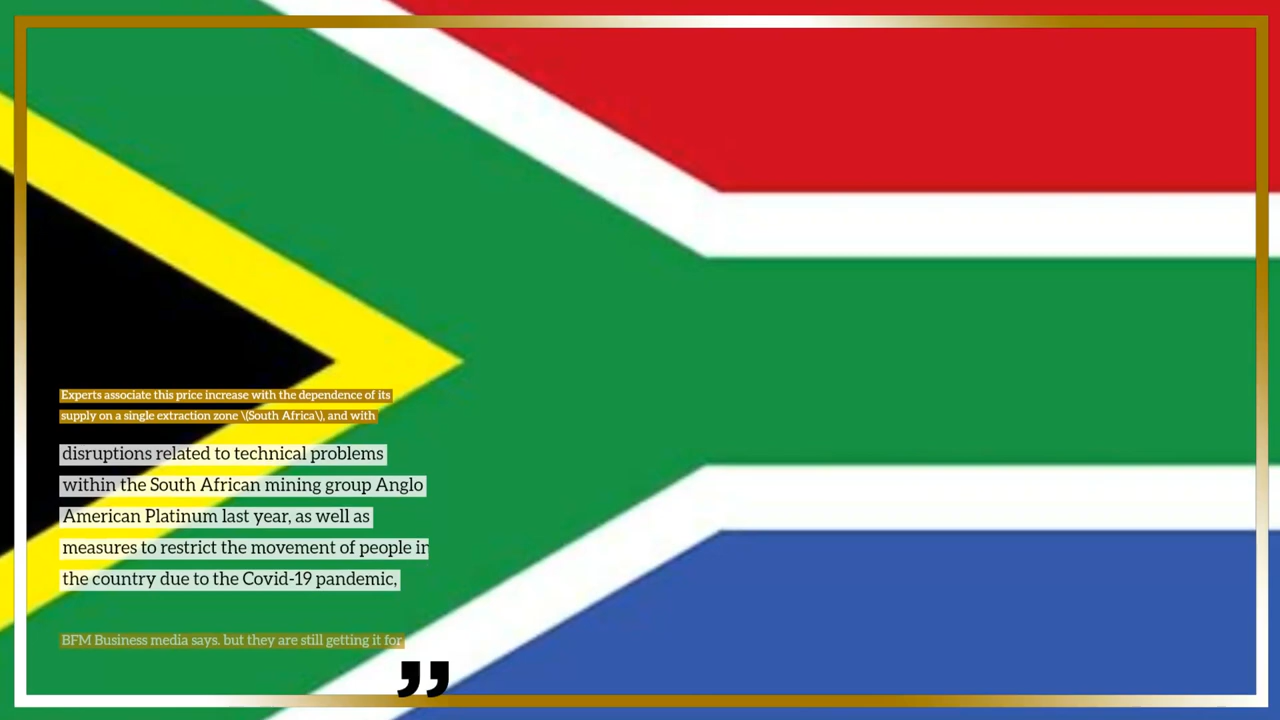 Experts associate this price increase with the dependence of its
supply on a single extraction zone \(South Africa\), and with
disruptions related to technical problems
within the South African mining group Anglo
American Platinum last year, as well as
measures to restrict the movement of people in
the country due to the Covid-19 pandemic,
BFM Business media says. but they are still getting it for
”